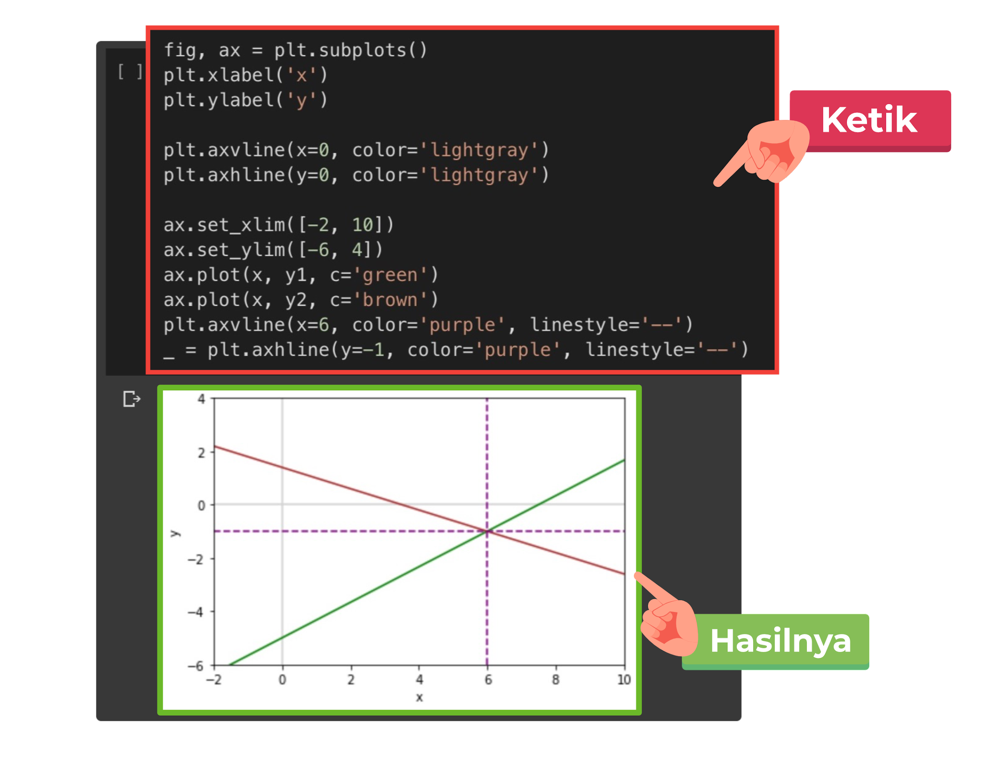 fig, ax = plt.subplots()
[ ]
plt.xlabel('x')
plt.ylabel('y')
plt.axvline(x=0, color='lightgray')
plt.axhline(y=0, color='lightgray')
ax.set_xlim([-2, 10])
ax.set_ylim([-6, 4])
ax.plot(x, y1, c='green')
ax.plot(x, y2, c='brown')
plt.axvline(x=6, color='purple', linestyle='--')
_ = plt.axhline(y=-1, color='purple', linestyle='--')
Ketik
4
2
0
−2
−4
−6
y
−2 0 2 4 6 8 10
x
Hasilnya